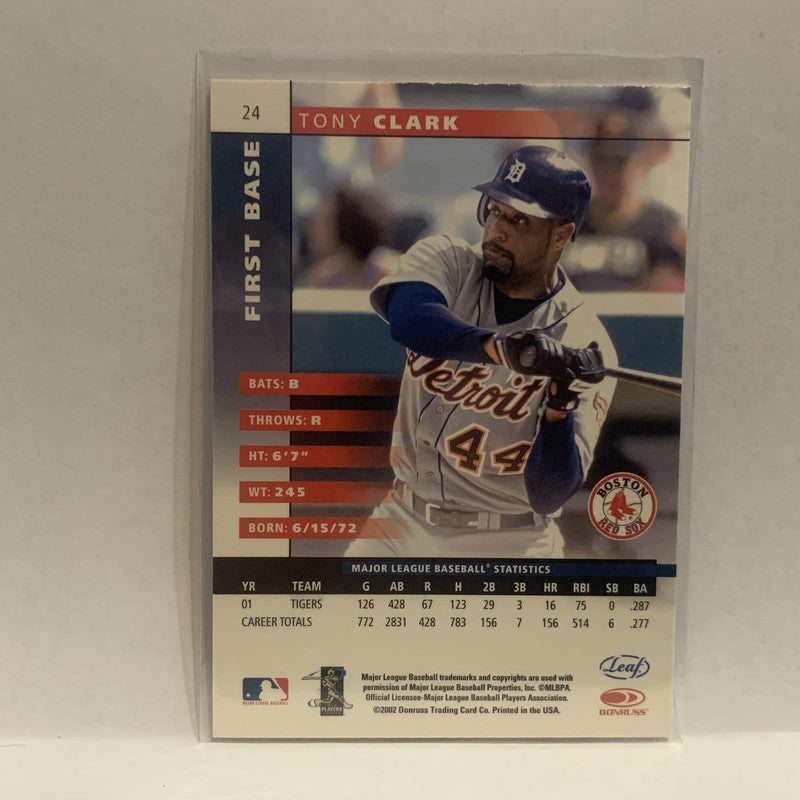 24
TONY CLARK
FIRST BASE
D
Detroit
44
BATS: B
THROWS: R
HT: 6'7"
WT: 245
BORN: 6/15/72
BOSTON
RED SOX
MAJOR LEAGUE BASEBALL® STATISTICS
YR TEAM G AB R H 2B 3B HR RBI SB BA
01 TIGERS 126 428 67 123 29 3 16 75 0 .287
CAREER TOTALS 772 2831 428 783 156 7 156 514 6 .277
Leaf
MAJOR LEAGUE BASEBALL
PLAYERS
Major League Baseball trademarks and copyrights are used with
permission of Major League Baseball Properties, Inc. ©MLBPA.
Official Licensee-Major League Baseball Players Association.
©2002 Donruss Trading Card Co. Printed in the USA.
DONRUSS